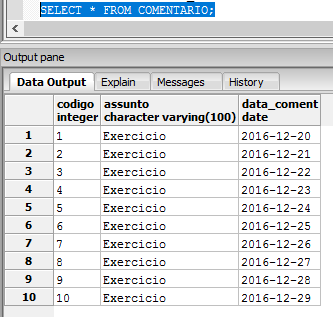 SELECT * FROM COMENTARIO;
Output pane
Data Output Explain Messages History
codigo assunto data_coment
integer character varying(100) date
1 1 Exercicio 2016-12-20
2 2 Exercicio 2016-12-21
3 3 Exercicio 2016-12-22
4 4 Exercicio 2016-12-23
5 5 Exercicio 2016-12-24
6 6 Exercicio 2016-12-25
7 7 Exercicio 2016-12-26
8 8 Exercicio 2016-12-27
9 9 Exercicio 2016-12-28
10 10 Exercicio 2016-12-29